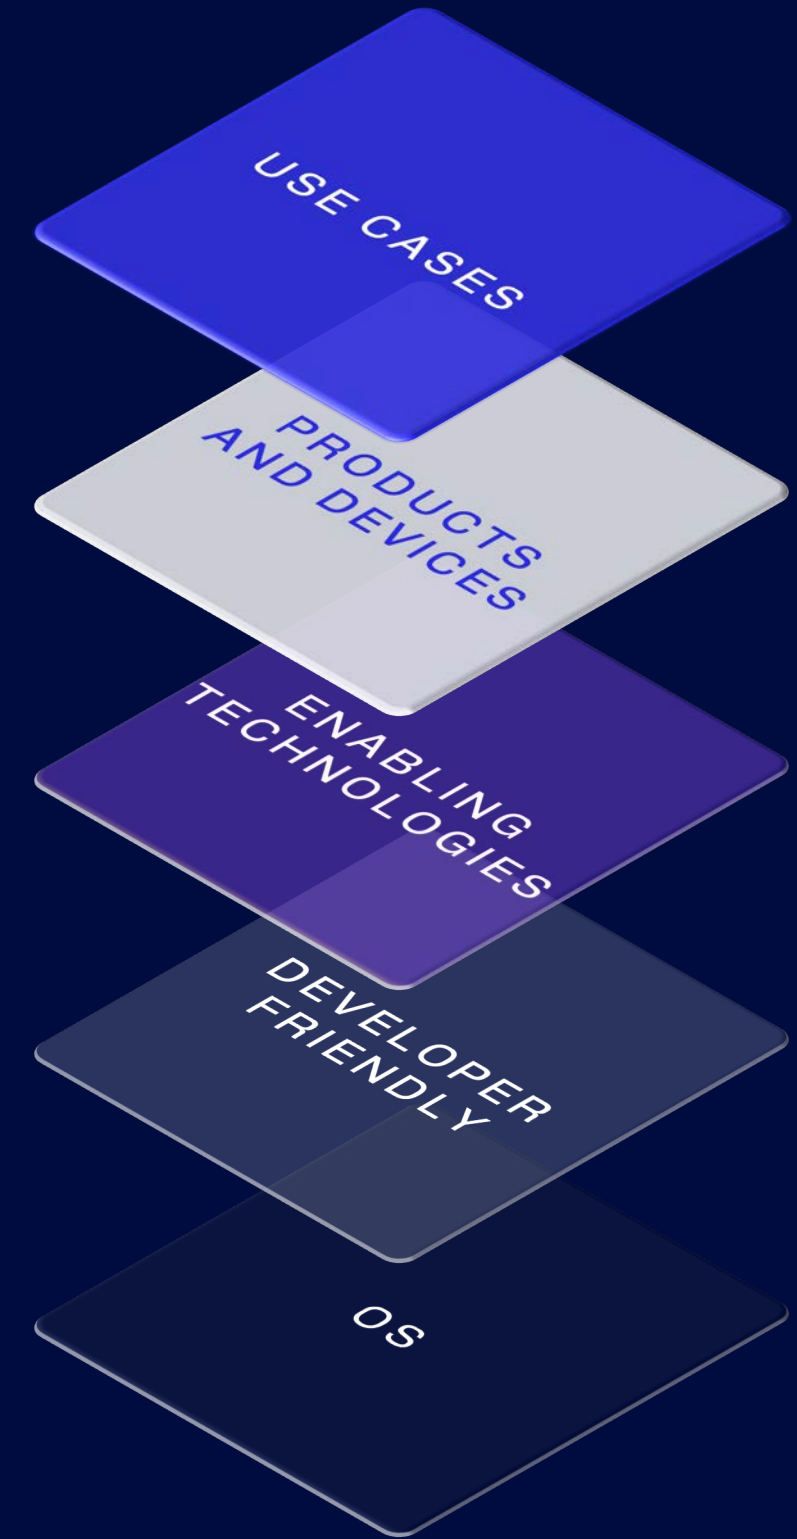 USE CASES
PRODUCTS
AND DEVICES
ENABLING
TECHNOLOGIES
DEVELOPER
FRIENDLY
OS